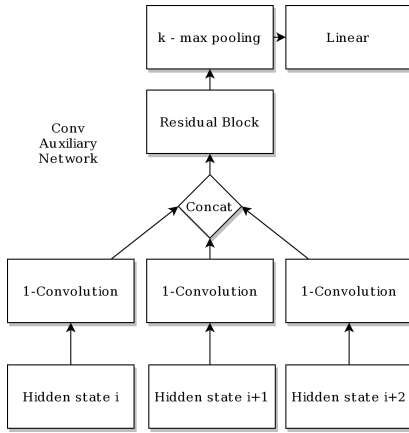 k - max pooling
Linear
Residual Block
Conv
Auxiliary
Network
Concat
1-Convolution
1-Convolution
1-Convolution
Hidden state i
Hidden state i+1
Hidden state i+2